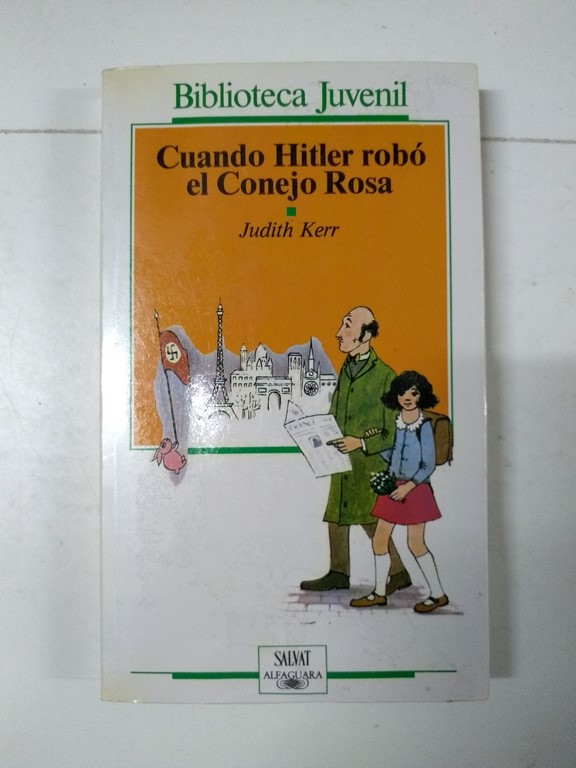 Biblioteca Juvenil
Cuando Hitler robó
el Conejo Rosa
Judith Kerr
SALVAT
ALFAGUARA